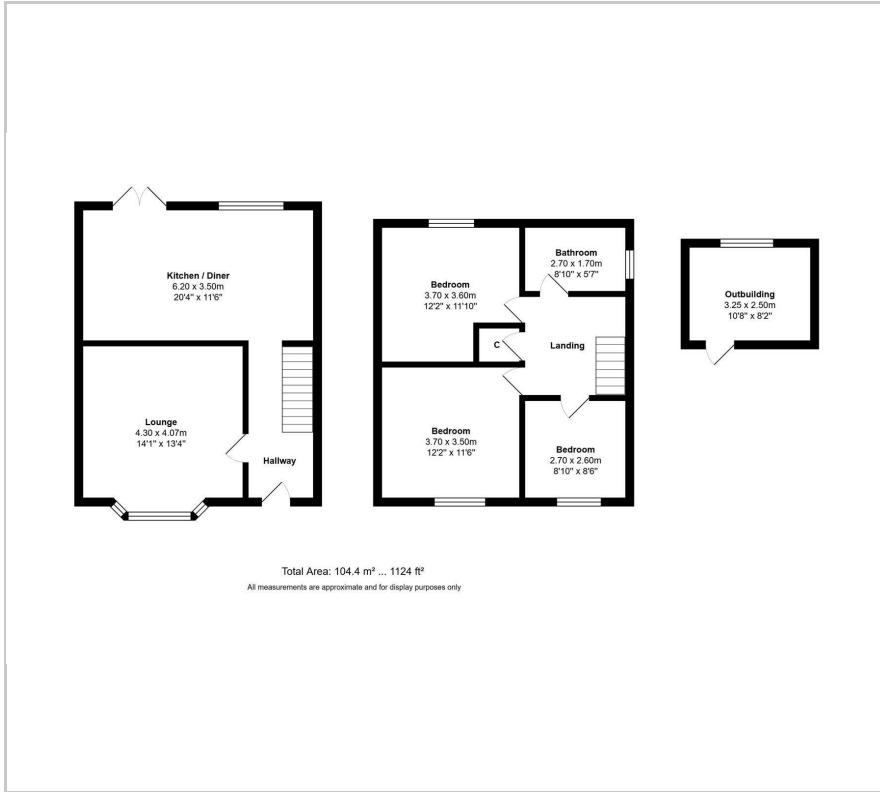 Kitchen / Diner
6.20 x 3.50m
20'4" x 11'6"
Lounge
4.30 x 4.07m
14'1" x 13'4"
Hallway
Bedroom
3.70 x 3.60m
12'2" x 11'10"
Bathroom
2.70 x 1.70m
8'10" x 5'7"
C
Landing
Bedroom
3.70 x 3.50m
12'2" x 11'6"
Bedroom
2.70 x 2.60m
8'10" x 8'6"
Outbuilding
3.25 x 2.50m
10'8" x 8'2"
Total Area: 104.4 m² ... 1124 ft²
All measurements are approximate and for display purposes only